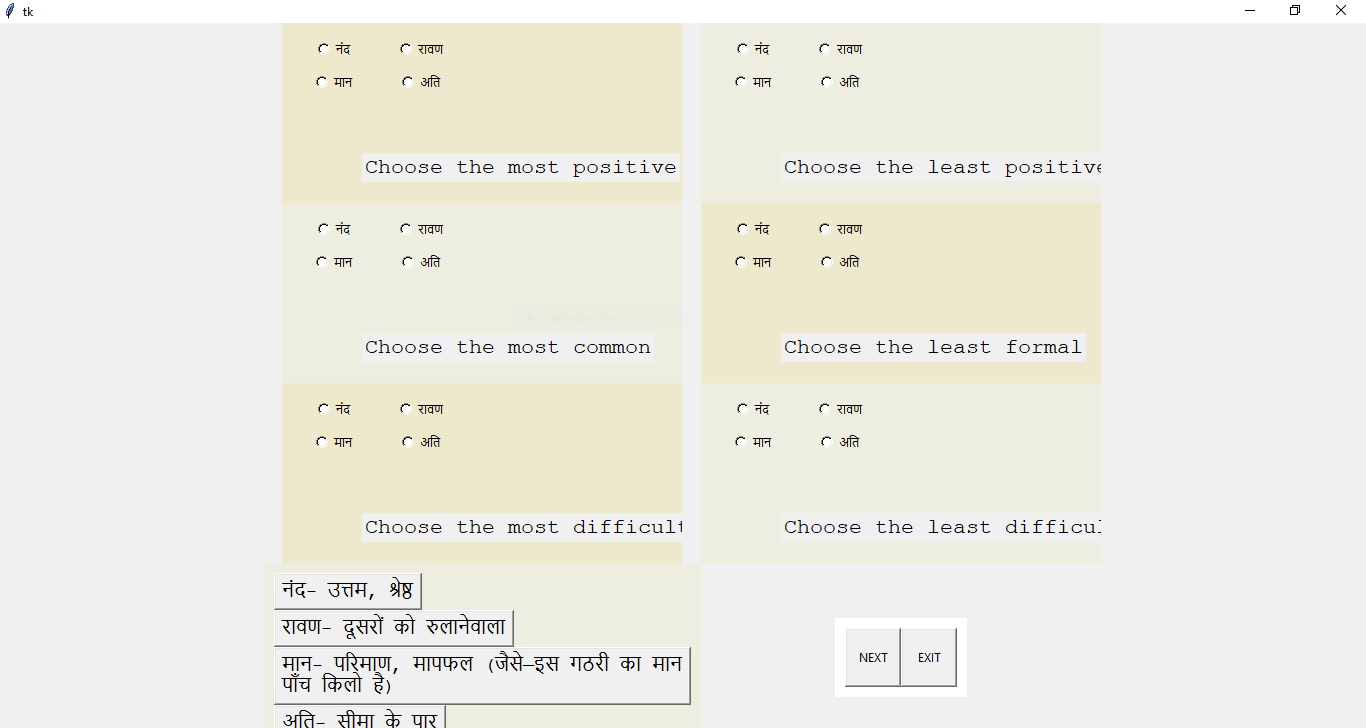 tk
नंद रावण
मान अति
Choose the most positive
नंद रावण
मान अति
Choose the least positive
नंद रावण
मान अति
Choose the most common
नंद रावण
मान अति
Choose the least formal
नंद रावण
मान अति
Choose the most difficult
नंद रावण
मान अति
Choose the least difficul
नंद- उत्तम, श्रेष्ठ
रावण- दूसरों को रुलानेवाला
मान- परिमाण, मापफल (जैसे—इस गठरी का मान
पाँच किलो है)
अति- सीमा के पार
NEXT EXIT